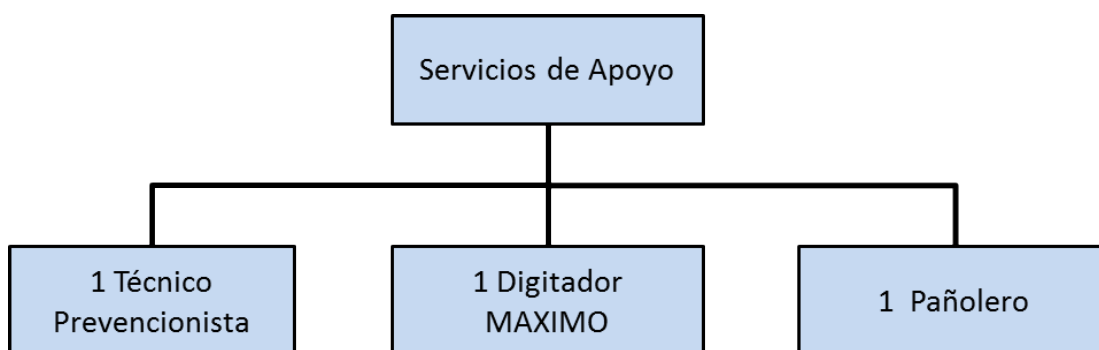 Servicios de Apoyo
1 Técnico
Prevencionista
1 Digitador
MAXIMO
1 Pañolero